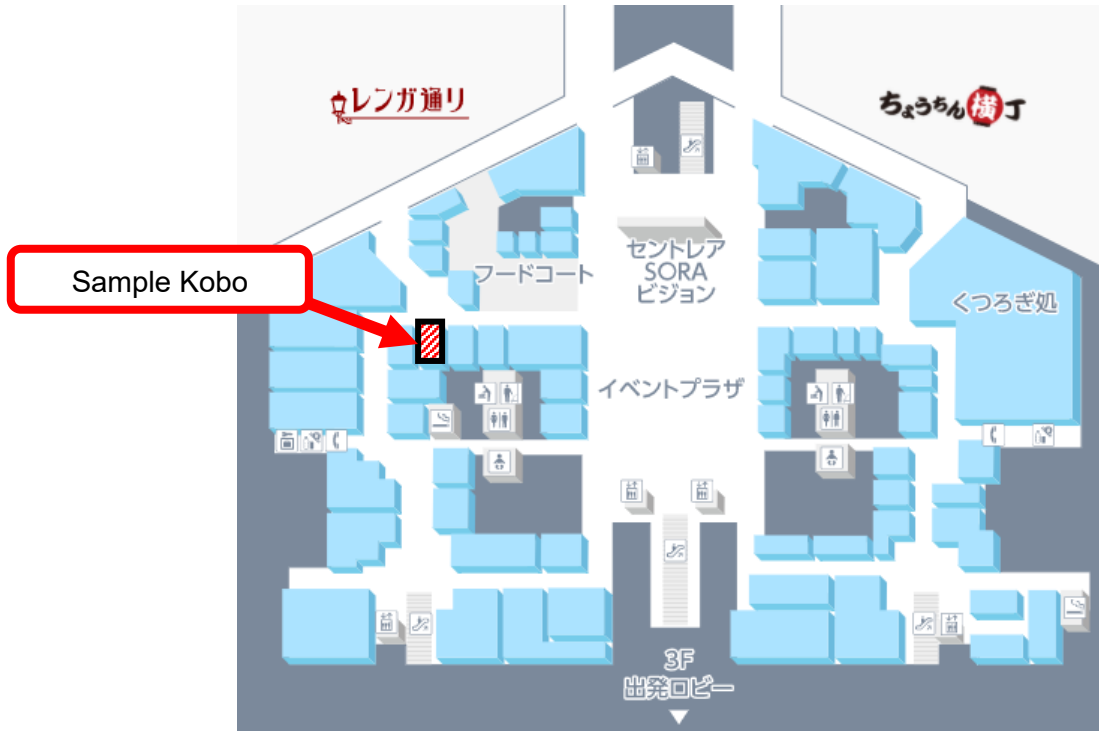 レンガ通り
ちょうちん横丁
Sample Kobo
フードコート
セントレア
SORA
ビジョン
くつろぎ処
イベントプラザ
3F
出発ロビー